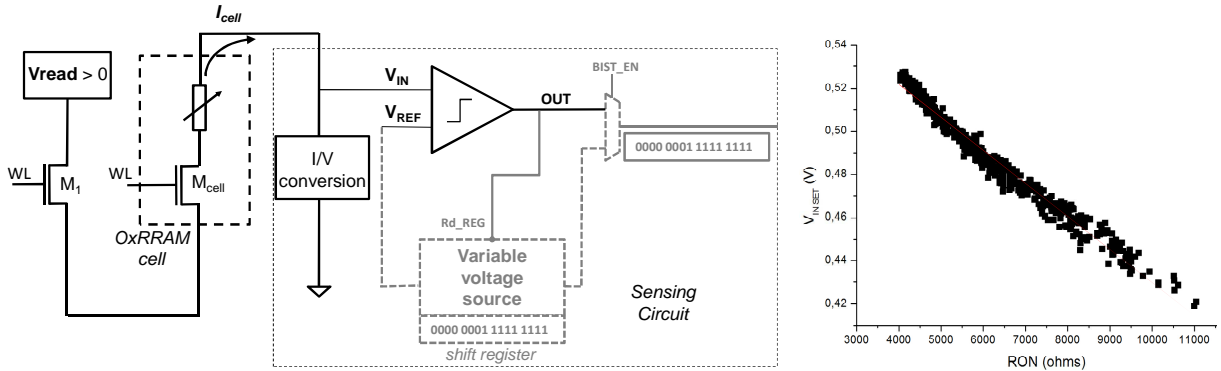 I_cell
Vread > 0
WL
M_1
WL
M_cell
OxRRAM
cell
V_IN
V_REF
I/V
conversion
OUT
BIST_EN
0000 0001 1111 1111
Rd_REG
Variable
voltage
source
0000 0001 1111 1111
shift register
Sensing
Circuit
0,54
0,52
0,50
0,48
0,46
0,44
0,42
V_IN SET (V)
3000 4000 5000 6000 7000 8000 9000 10000 11000
RON (ohms)